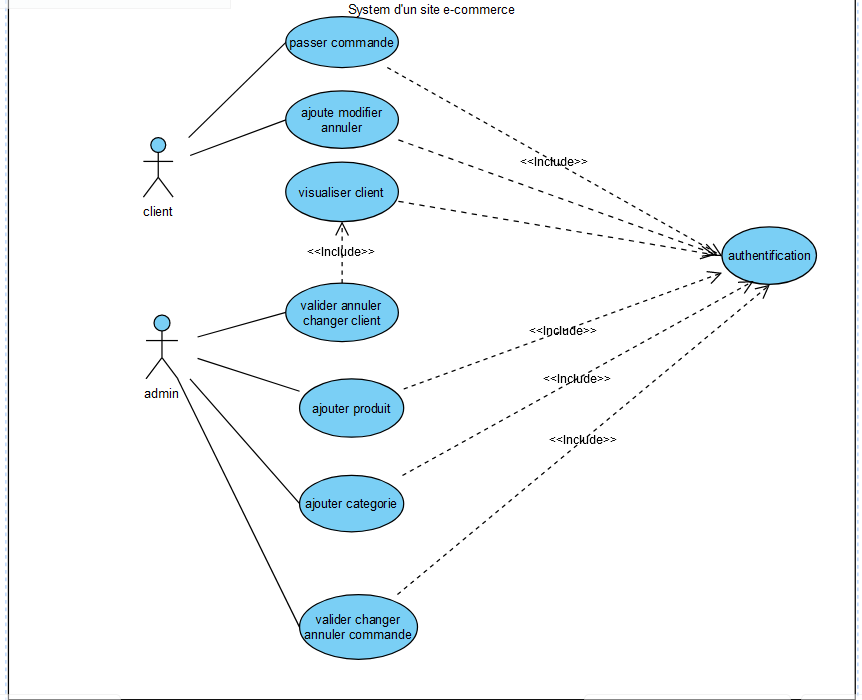 System d'un site e-commerce
passer commande
ajoute modifier
annuler
<<Include>>
visualiser client
client
<<Include>>
authentification
valider annuler
changer client
<<Include>>
admin
<<Include>>
ajouter produit
<<Include>>
ajouter categorie
valider changer
annuler commande